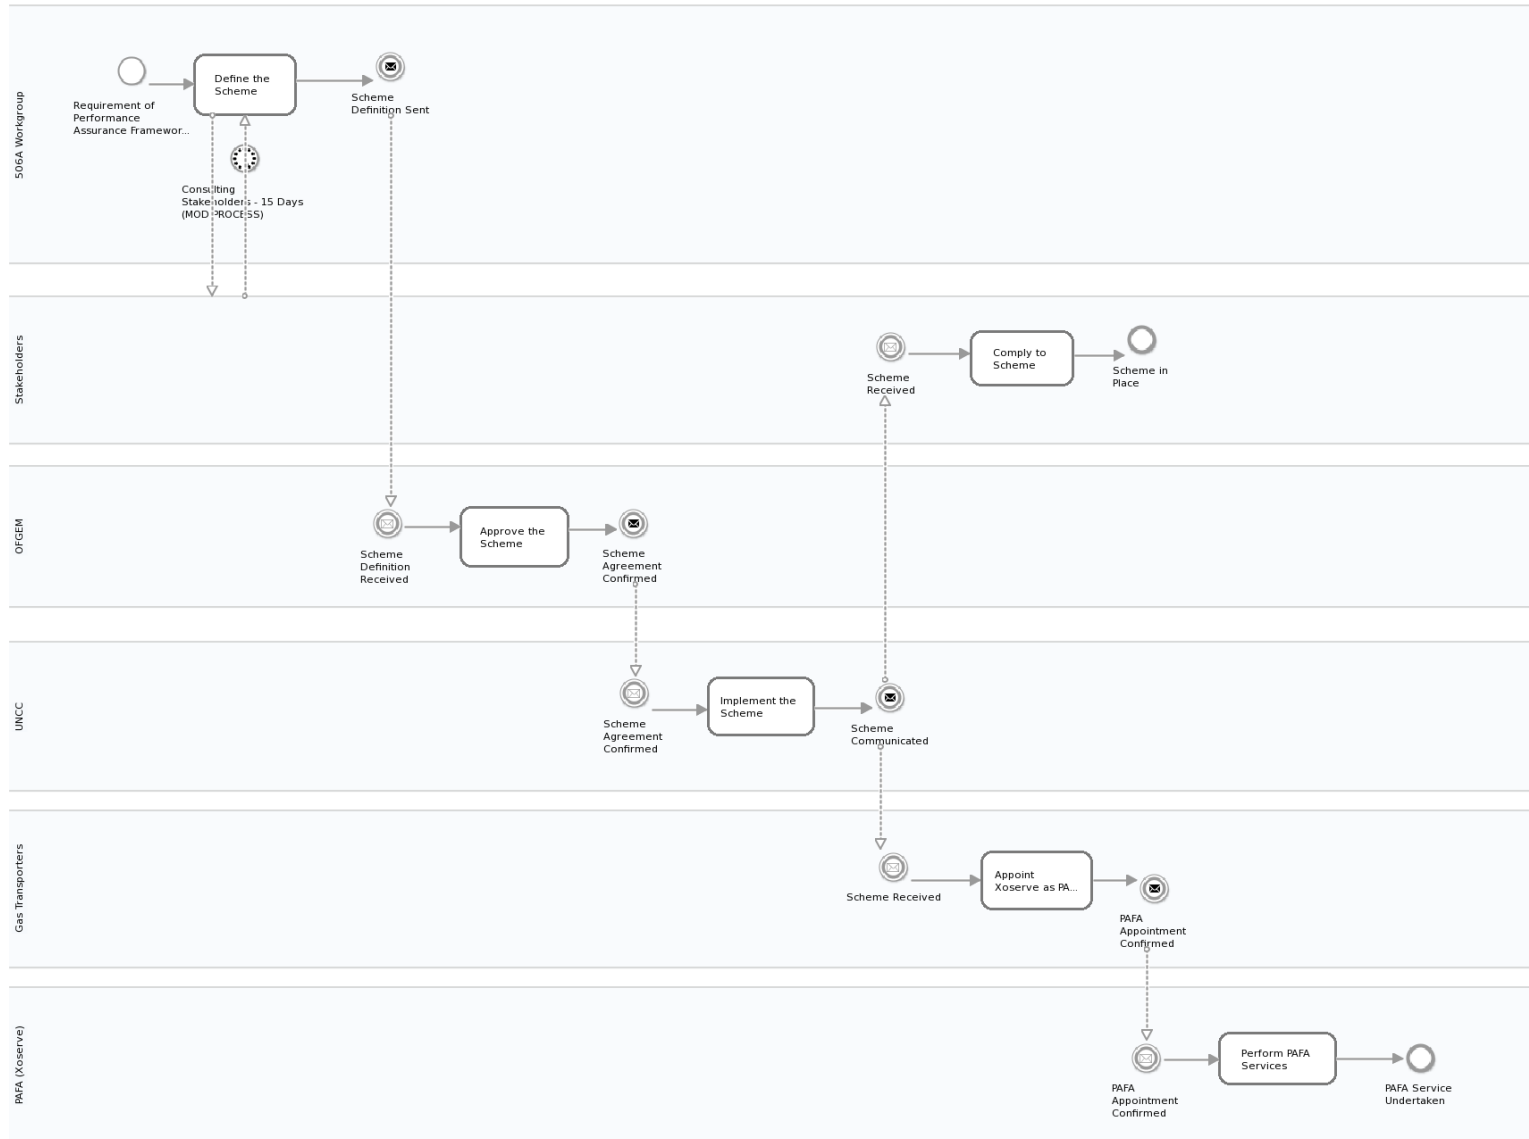 506A Workgroup
Requirement of
Performance
Assurance Framewor...
Define the
Scheme
Scheme
Definition Sent
Consulting
Stakeholders - 15 Days
(MOD PROCESS)
Stakeholders
Scheme
Received
Comply to
Scheme
Scheme in
Place
OFGEM
Scheme
Definition
Received
Approve the
Scheme
Scheme
Agreement
Confirmed
UNCC
Scheme
Agreement
Confirmed
Implement the
Scheme
Scheme
Communicated
Gas Transporters
Scheme Received
Appoint
Xoserve as PA...
PAFA
Appointment
Confirmed
PAFA (Xoserve)
PAFA
Appointment
Confirmed
Perform PAFA
Services
PAFA Service
Undertaken